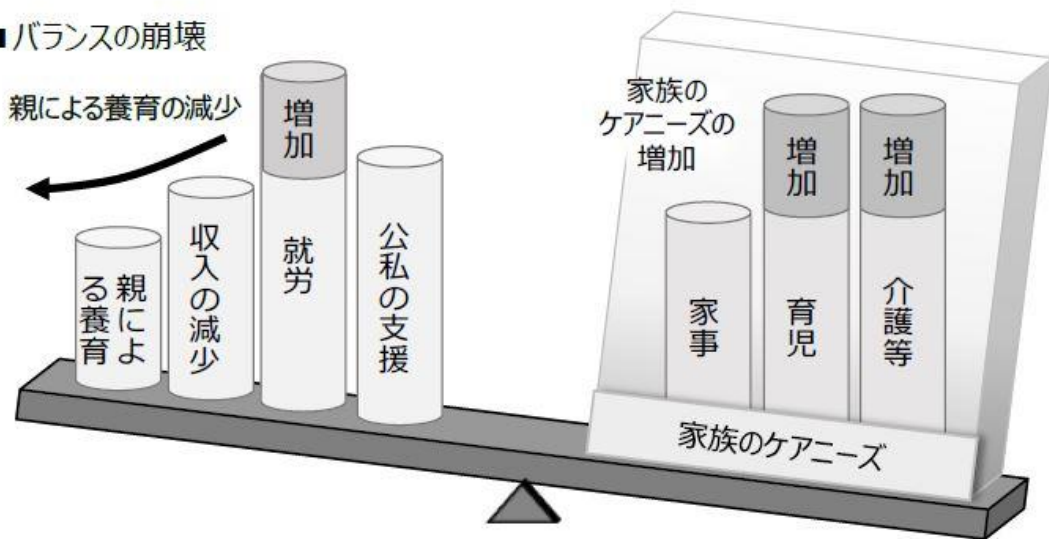 ■バランスの崩壊
親による養育の減少
親によ
る養育
収入の減少
増加
就労
公私の支援
家族の
ケアニーズの
増加
家事
増加
育児
増加
介護等
家族のケアニーズ